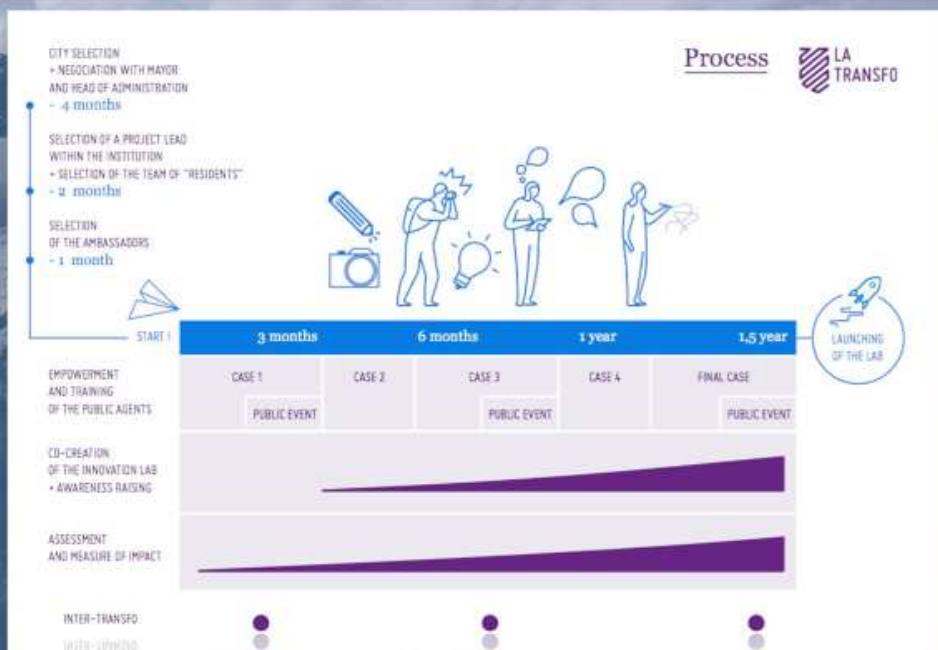 CITY SELECTION
+ NEGOCIATION WITH MAYOR
AND HEAD OF ADMINISTRATION
- 4 months
SELECTION OF A PROJECT LEAD
WITHIN THE INSTITUTION
+ SELECTION OF THE TEAM OF "RESIDENTS"
- 2 months
SELECTION
OF THE AMBASSADORS
- 1 month
Process
LA
TRANSFO
START !
3 months
6 months
1 year
1,5 year
LAUNCHING
OF THE LAB
EMPOWERMENT
AND TRAINING
OF THE PUBLIC AGENTS
CASE 1
CASE 2
CASE 3
CASE 4
FINAL CASE
PUBLIC EVENT
PUBLIC EVENT
PUBLIC EVENT
CO-CREATION
OF THE INNOVATION LAB
+ AWARENESS RAISING
ASSESSMENT
AND MEASURE OF IMPACT
INTER-TRANSFO